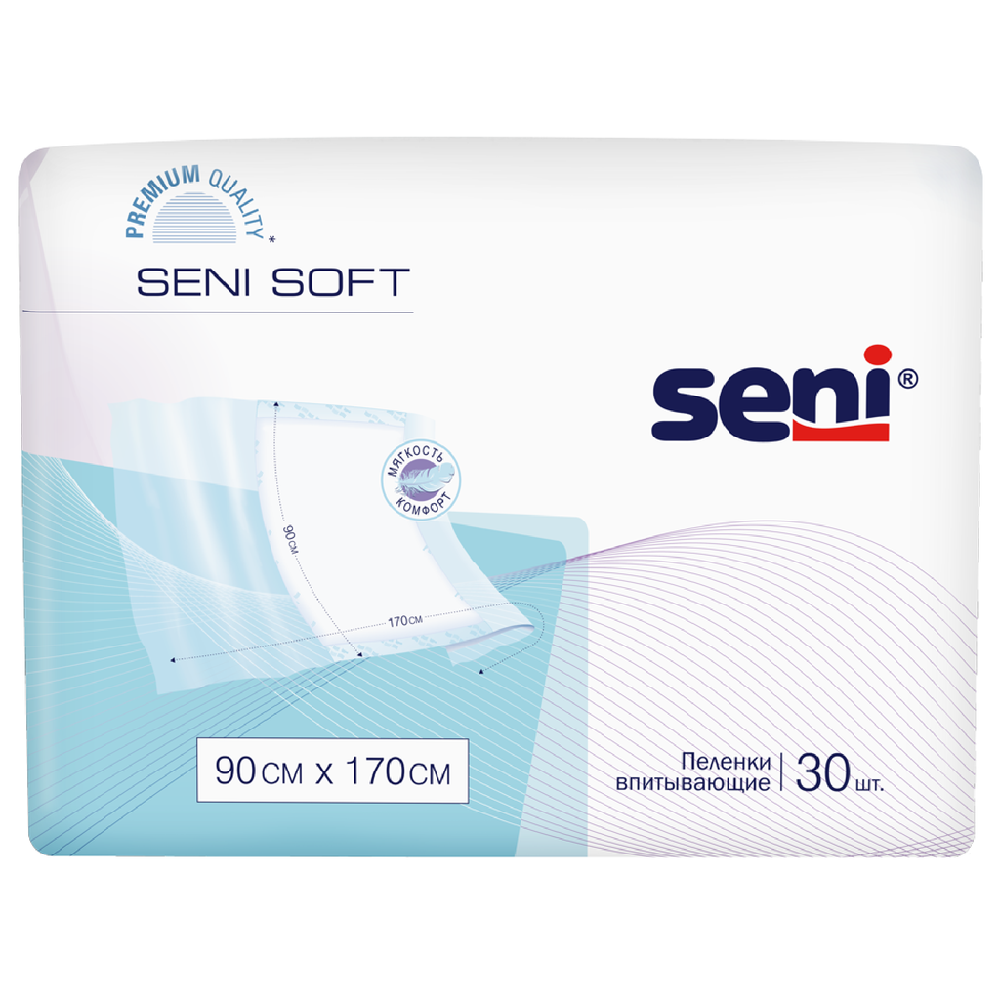 PREMIUM QUALITY*
SENI SOFT
seni®
МЯГКОСТЬ
КОМФОРТ
90 СМ
170 СМ
90 СМ х 170 СМ
Пеленки
впитывающие
30 шт.